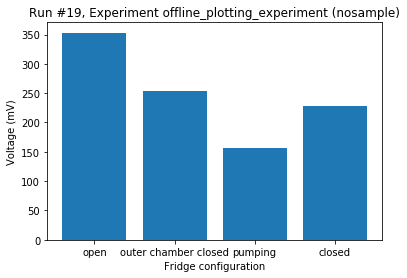 Run #19, Experiment offline_plotting_experiment (nosample)
350
300
250
200
150
100
50
0
Voltage (mV)
open outer chamber closed pumping closed
Fridge configuration